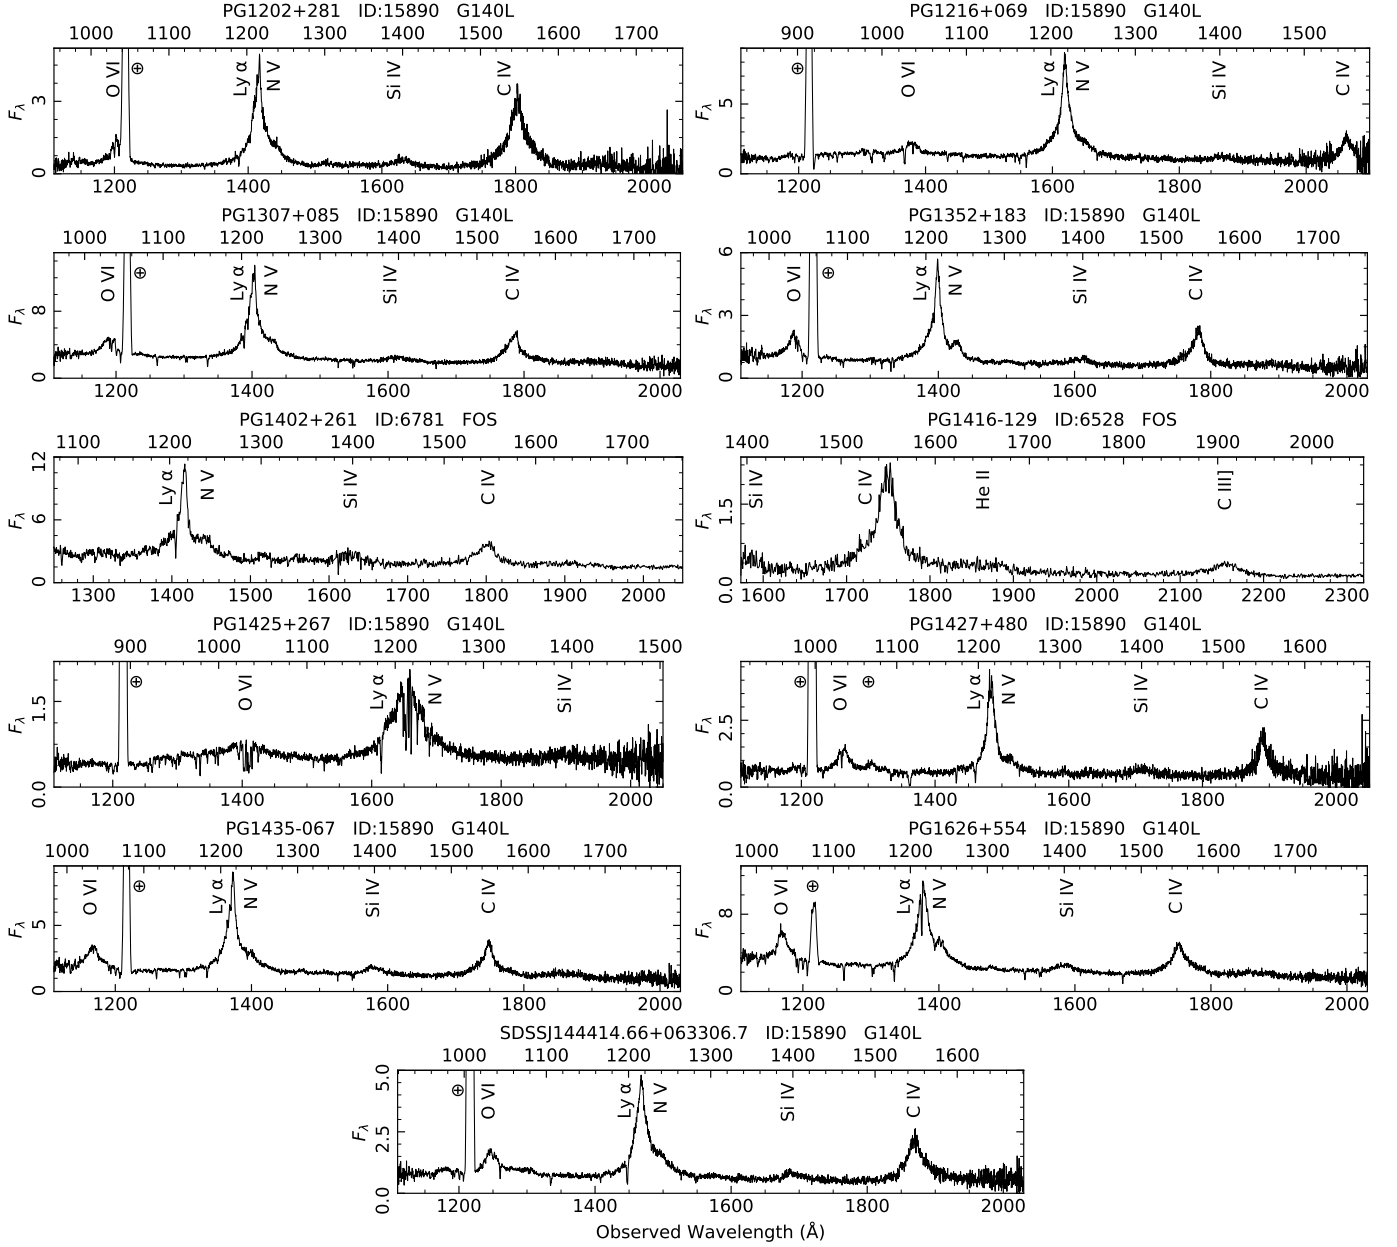 PG1202+281 ID:15890 G140L
1000 1100 1200 1300 1400 1500 1600 1700
O VI ⊕ Ly α N V Si IV C IV
Fλ
3
0
1200 1400 1600 1800 2000
PG1216+069 ID:15890 G140L
900 1000 1100 1200 1300 1400 1500
⊕ O VI Ly α N V Si IV C IV
Fλ
5
0
1200 1400 1600 1800 2000
PG1307+085 ID:15890 G140L
1000 1100 1200 1300 1400 1500 1600 1700
O VI ⊕ Ly α N V Si IV C IV
Fλ
8
0
1200 1400 1600 1800 2000
PG1352+183 ID:15890 G140L
1000 1100 1200 1300 1400 1500 1600 1700
O VI ⊕ Ly α N V Si IV C IV
Fλ
6
3
0
1200 1400 1600 1800 2000
PG1402+261 ID:6781 FOS
1100 1200 1300 1400 1500 1600 1700
Ly α N V Si IV C IV
Fλ
12
6
0
1300 1400 1500 1600 1700 1800 1900 2000
PG1416-129 ID:6528 FOS
1400 1500 1600 1700 1800 1900 2000
Si IV C IV He II C III]
Fλ
1.5
0.0
1600 1700 1800 1900 2000 2100 2200 2300
PG1425+267 ID:15890 G140L
900 1000 1100 1200 1300 1400 1500
⊕ O VI Ly α N V Si IV
Fλ
1.5
0.0
1200 1400 1600 1800 2000
PG1427+480 ID:15890 G140L
1000 1100 1200 1300 1400 1500 1600
⊕ O VI ⊕ Ly α N V Si IV C IV
Fλ
2.5
0.0
1200 1400 1600 1800 2000
PG1435-067 ID:15890 G140L
1000 1100 1200 1300 1400 1500 1600 1700
O VI ⊕ Ly α N V Si IV C IV
Fλ
5
0
1200 1400 1600 1800 2000
PG1626+554 ID:15890 G140L
1000 1100 1200 1300 1400 1500 1600 1700
O VI ⊕ Ly α N V Si IV C IV
Fλ
8
0
1200 1400 1600 1800 2000
SDSSJ144414.66+063306.7 ID:15890 G140L
1000 1100 1200 1300 1400 1500 1600
⊕ O VI Ly α N V Si IV C IV
Fλ
5.0
2.5
0.0
1200 1400 1600 1800 2000
Observed Wavelength (Å)